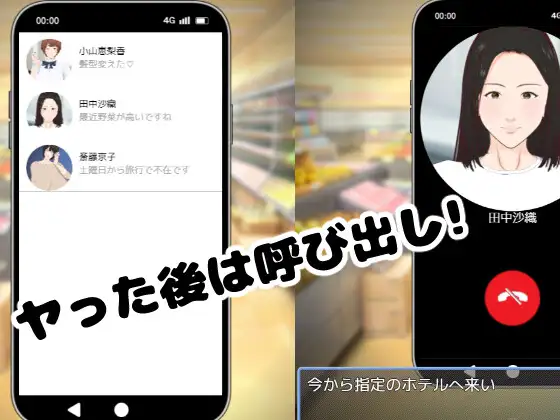 00:00 4G
小山恵梨香
髪型変えた♡
田中沙織
最近野菜が高いですね
斎藤京子
土曜日から旅行で不在です
00:00 4G
田中沙織
ヤった後は呼び出し!
今から指定のホテルへ来い